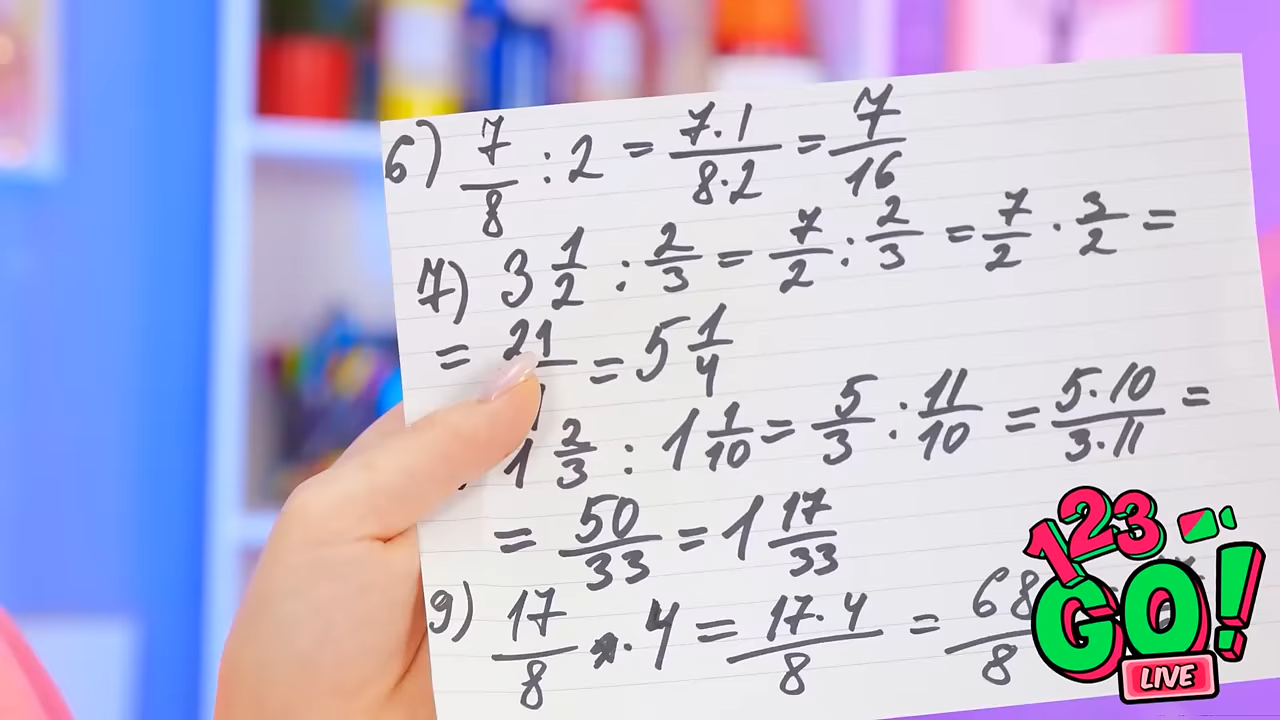 6) 7/8 : 2 = 7·1/8·2 = 7/16
7) 3 1/2 : 2/3 = 7/2 : 2/3 = 7/2 · 3/2 =
= 21/ = 5 1/4
1 2/3 : 1 1/10 = 5/3 : 11/10 = 5·10/3·11 =
= 50/33 = 1 17/33
9) 17/8 · 4 = 17·4/8 = 68/8
123
GO!
LIVE